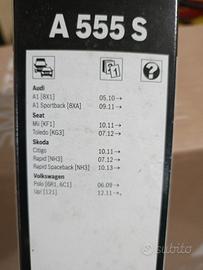 A 555 S
Audi
A1 [8X1] 05.10→
A1 Sportback [8XA] 09.11→
Seat
Mii [KF1] 10.11→
Toledo [KG3] 07.12→
Skoda
Citigo 10.11→
Rapid [NH3] 07.12→
Rapid Spaceback [NH3] 10.13→
Volkswagen
Polo [6R1, 6C1] 06.09→
Up! [121] 12.11→
subito